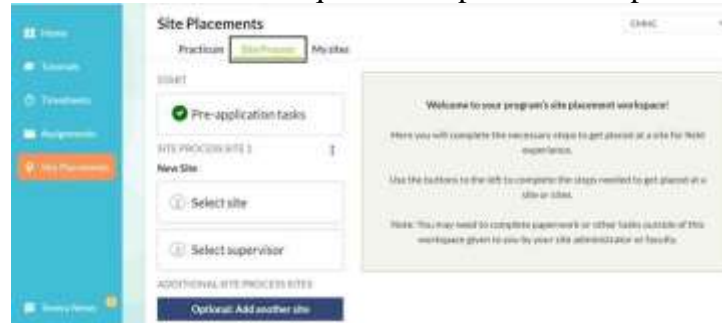 Site Placements
CMHC
Home
Practicum Site Process My sites
Tutorials
START
Timesheets
Pre-application tasks
Assignments
SITE PROCESS SITE 1
Site Placements
New Site
1 Select site
2 Select supervisor
ADDITIONAL SITE PROCESS SITES
Optional: Add another site
Welcome to your program's site placement workspace!
Here you will complete the necessary steps to get placed at a site for field
experience.
Use the buttons to the left to complete the steps needed to get placed at a
site or sites.
Note: You may need to complete paperwork or other tasks outside of this
workspace given to you by your site administrator or faculty.